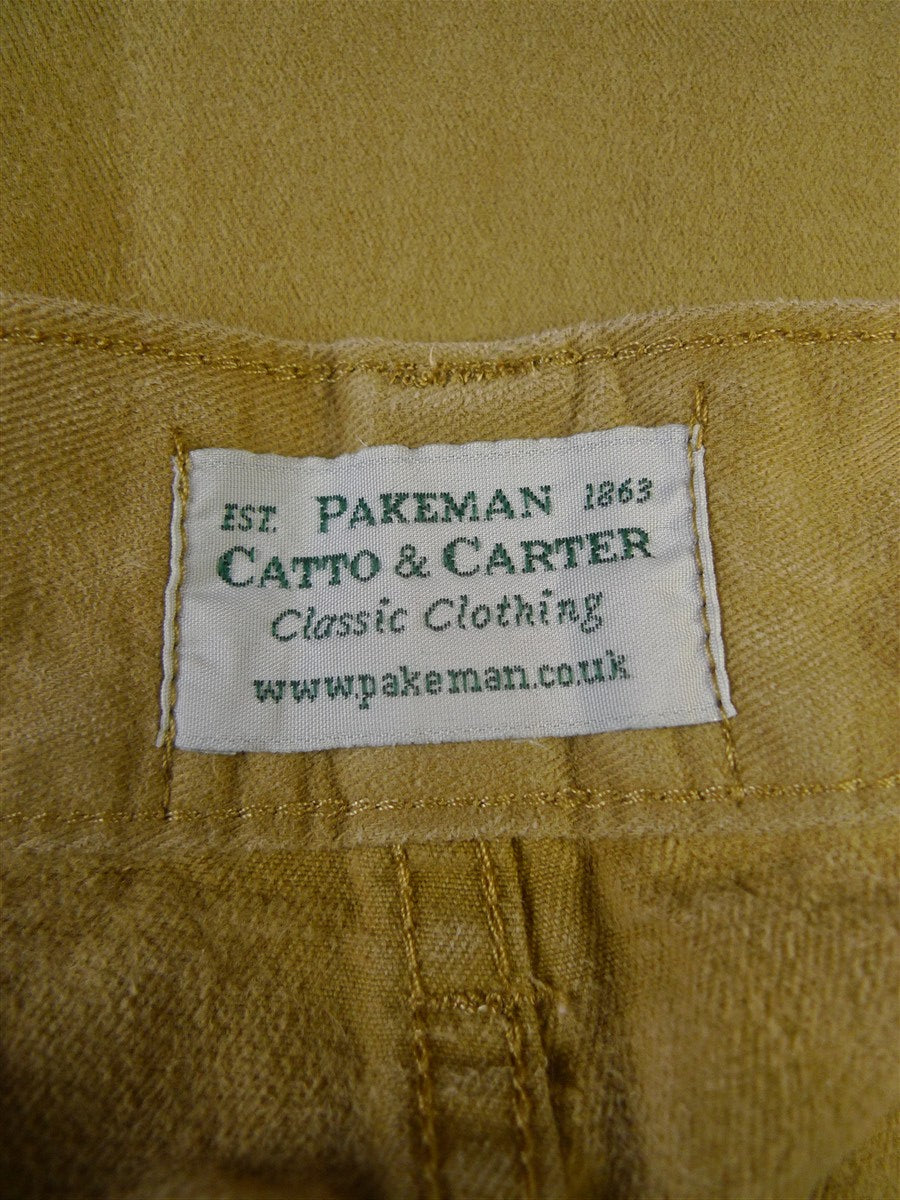 EST. PAKEMAN 1863
CATTO & CARTER
Classic Clothing
www.pakeman.co.uk